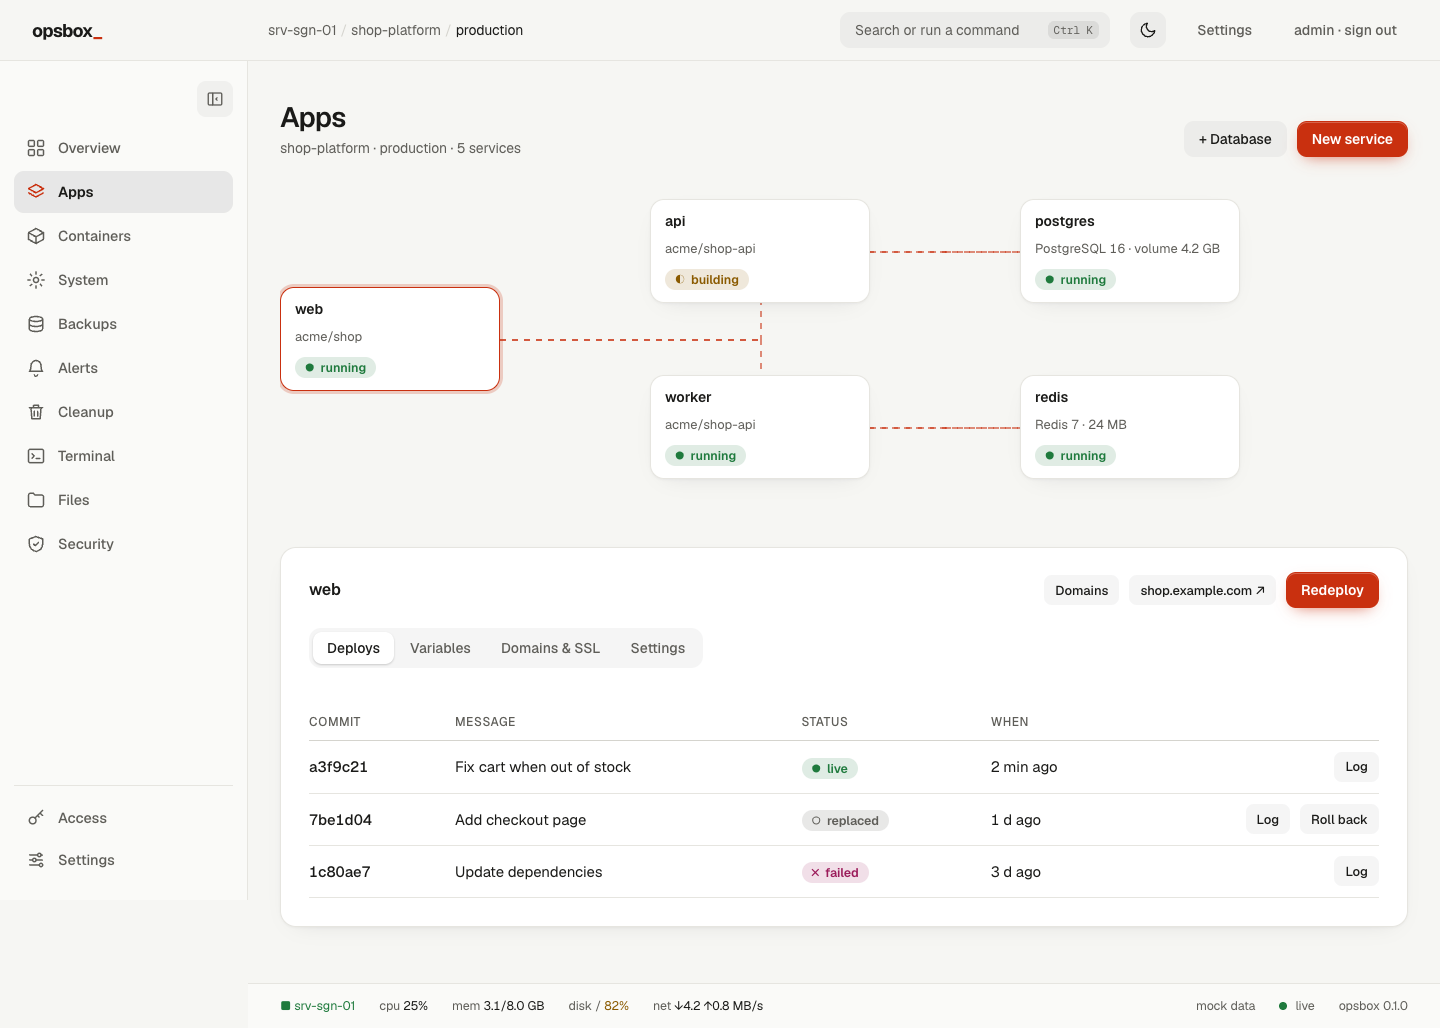 opsbox_
srv-sgn-01 / shop-platform / production
Search or run a command Ctrl K
Settings
admin · sign out
Overview
Apps
Containers
System
Backups
Alerts
Cleanup
Terminal
Files
Security
Access
Settings
Apps
shop-platform · production · 5 services
+ Database
New service
web
acme/shop
running
api
acme/shop-api
building
postgres
PostgreSQL 16 · volume 4.2 GB
running
worker
acme/shop-api
running
redis
Redis 7 · 24 MB
running
web
Domains
shop.example.com ↗
Redeploy
Deploys Variables Domains & SSL Settings
COMMIT MESSAGE STATUS WHEN
a3f9c21 Fix cart when out of stock live 2 min ago Log
7be1d04 Add checkout page replaced 1 d ago Log Roll back
1c80ae7 Update dependencies failed 3 d ago Log
srv-sgn-01 cpu 25% mem 3.1/8.0 GB disk / 82% net ↓4.2 ↑0.8 MB/s mock data live opsbox 0.1.0